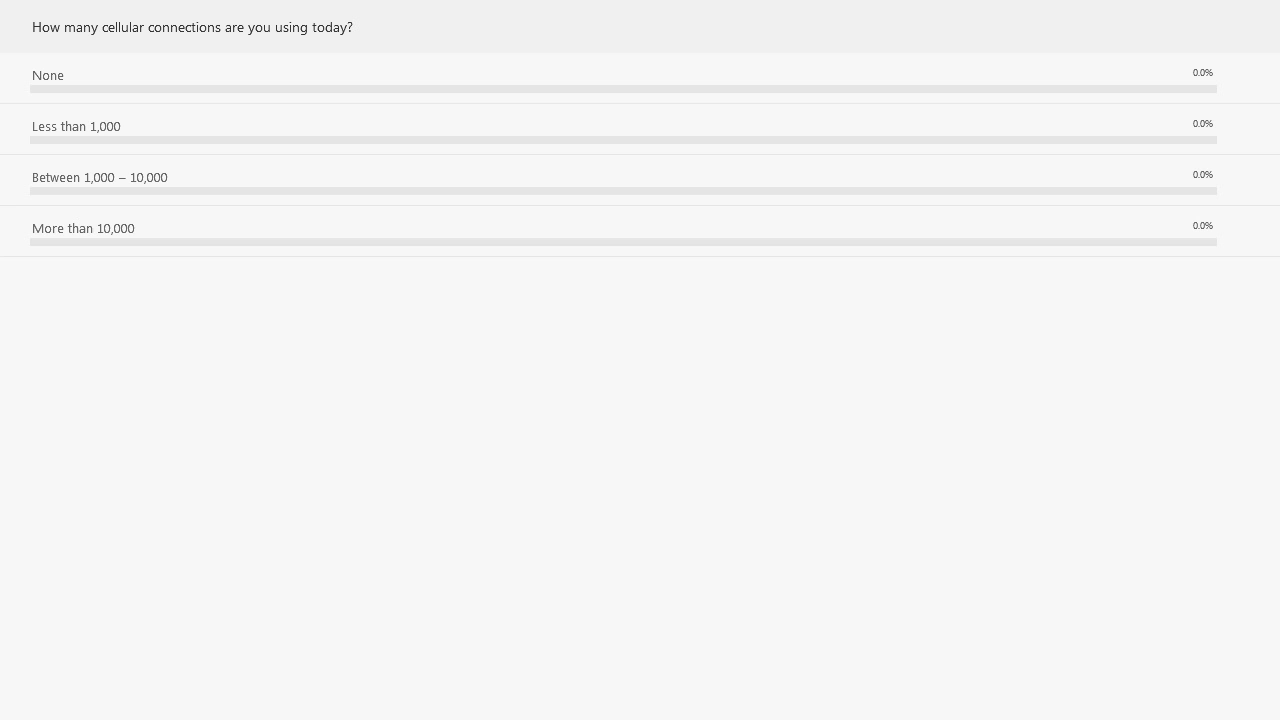 How many cellular connections are you using today?
None
0.0%
Less than 1,000
0.0%
Between 1,000 – 10,000
0.0%
More than 10,000
0.0%